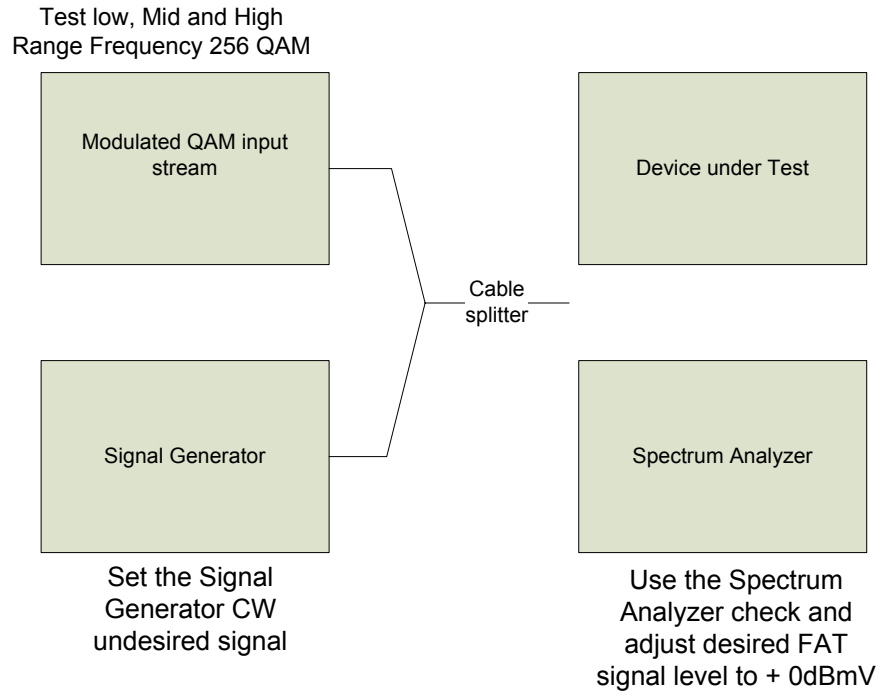 Test low, Mid and High
Range Frequency 256 QAM
Modulated QAM input
stream
Device under Test
Cable
splitter
Signal Generator
Spectrum Analyzer
Set the Signal
Generator CW
undesired signal
Use the Spectrum
Analyzer check and
adjust desired FAT
signal level to + 0dBmV